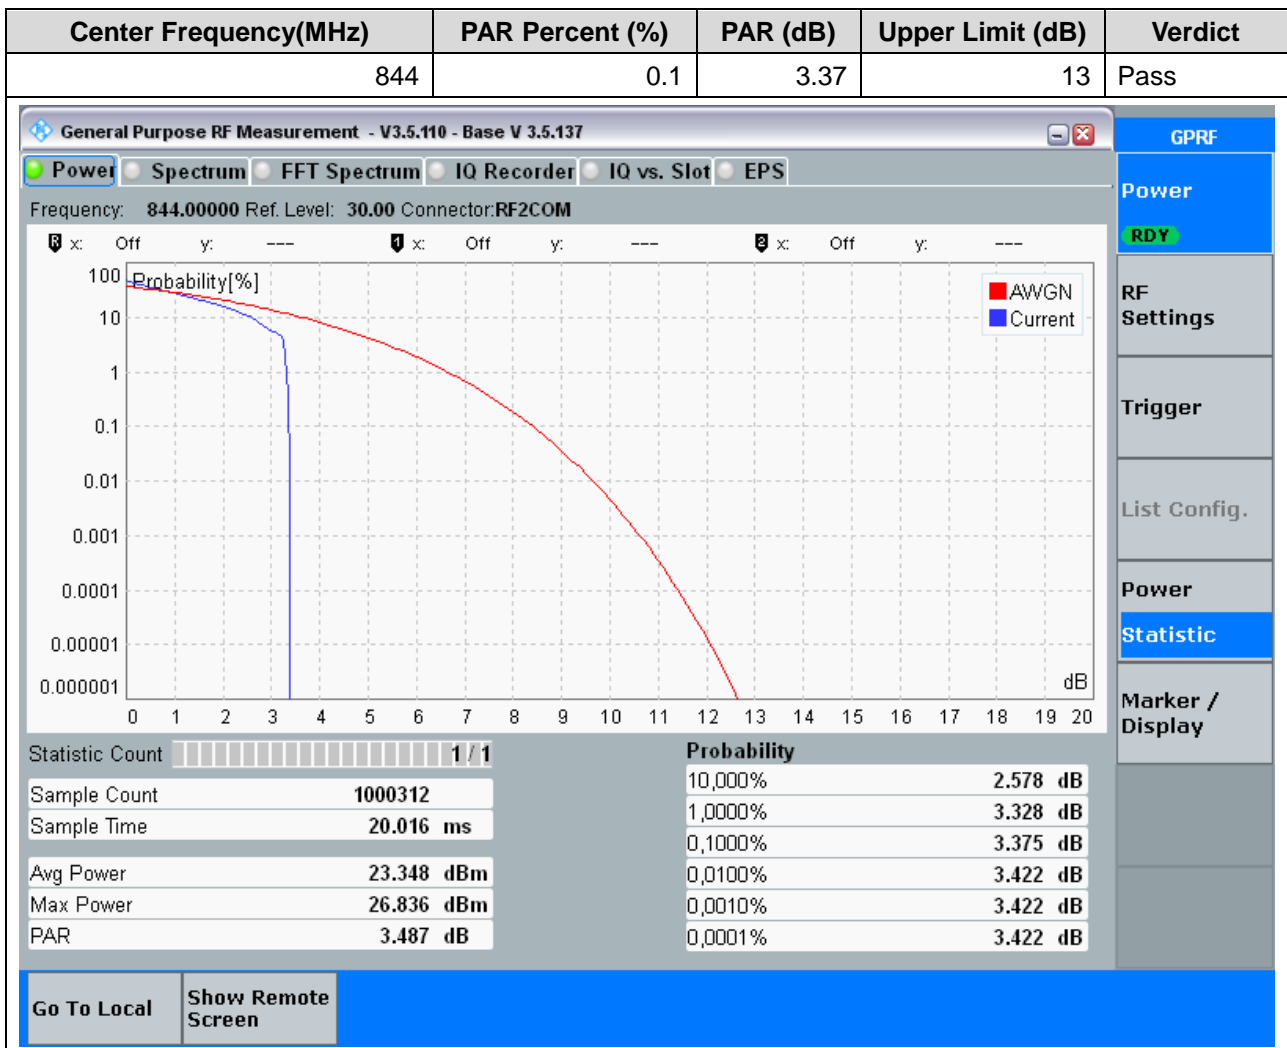 Center Frequency(MHz) PAR Percent (%) PAR (dB) Upper Limit (dB) Verdict
844 0.1 3.37 13 Pass
General Purpose RF Measurement - V3.5.110 - Base V 3.5.137
GPRF
Power Spectrum FFT Spectrum IQ Recorder IQ vs. Slot EPS
Power
RDY
Frequency: 844.00000 Ref. Level: 30.00 Connector:RF2COM
R x: Off y: --- 1 x: Off y: --- 2 x: Off y: ---
Probability[%]
AWGN
Current
100
10
1
0.1
0.01
0.001
0.0001
0.00001
0.000001
dB
0 1 2 3 4 5 6 7 8 9 10 11 12 13 14 15 16 17 18 19 20
RF
Settings
Trigger
List Config.
Power
Statistic
Marker /
Display
Statistic Count 1 / 1
Sample Count 1000312
Sample Time 20.016 ms
Avg Power 23.348 dBm
Max Power 26.836 dBm
PAR 3.487 dB
Probability
10,000% 2.578 dB
1,0000% 3.328 dB
0,1000% 3.375 dB
0,0100% 3.422 dB
0,0010% 3.422 dB
0,0001% 3.422 dB
Go To Local
Show Remote
Screen